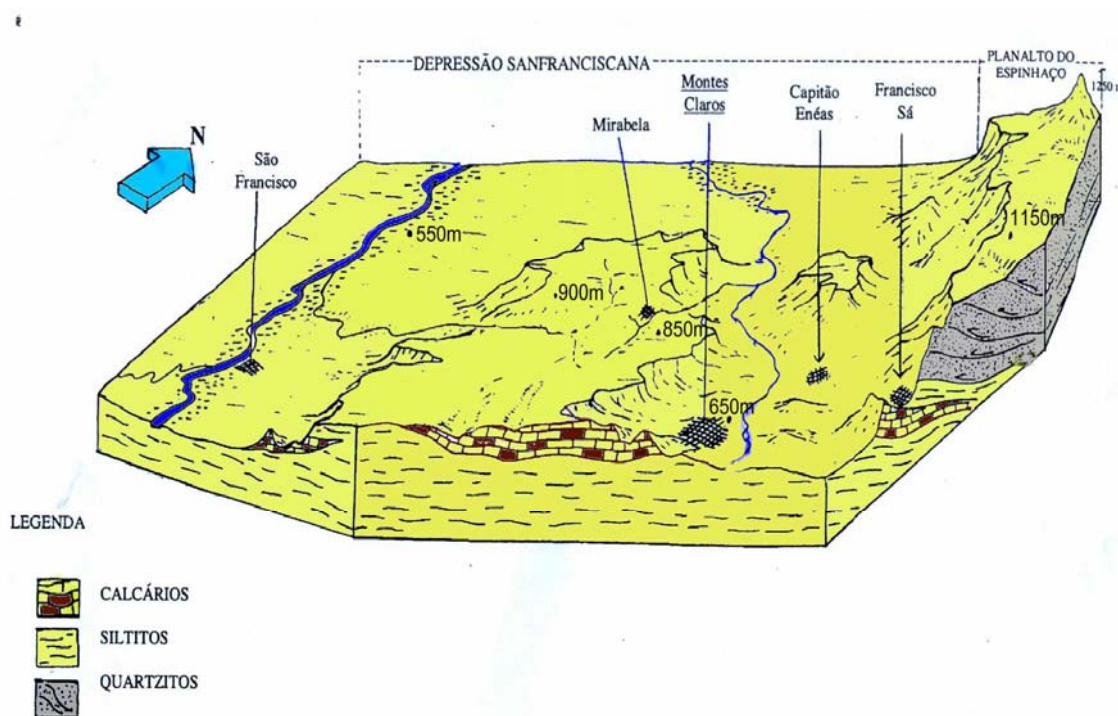 DEPRESSÃO SANFRANCISCANA
PLANALTO DO
ESPINHAÇO
1250 m
Montes
Claros
Capitão
Enéas
Francisco
Sá
Mirabela
N
São
Francisco
550m
1150m
900m
850m
650m
LEGENDA
CALCÁRIOS
SILTITOS
QUARTZITOS